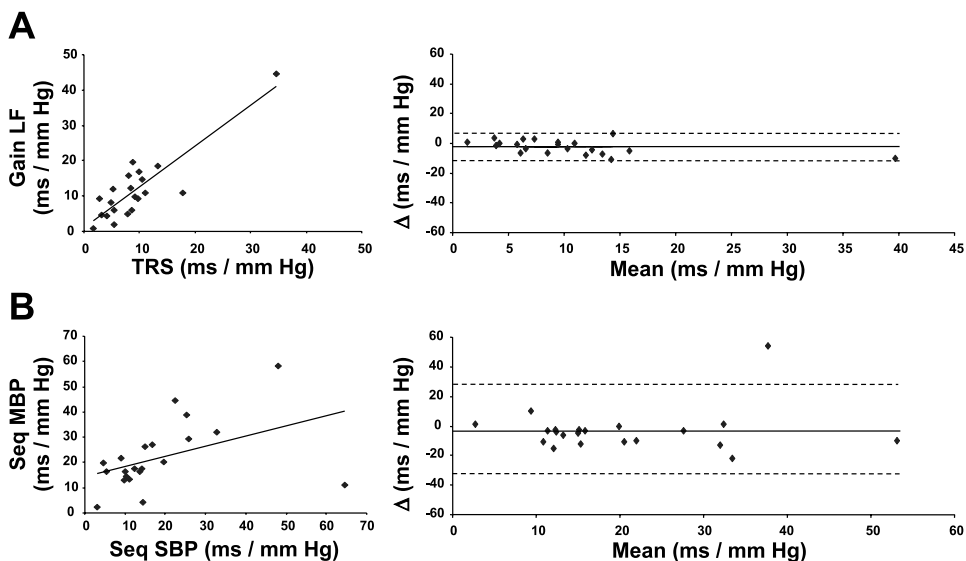 A
Gain LF
(ms / mm Hg)
50
40
30
20
10
0
0 10 20 30 40 50
TRS (ms / mm Hg)
Δ (ms / mm Hg)
60
40
20
0
-20
-40
-60
0 5 10 15 20 25 30 35 40 45
Mean (ms / mm Hg)
B
Seq MBP
(ms / mm Hg)
70
60
50
40
30
20
10
0
0 10 20 30 40 50 60 70
Seq SBP (ms / mm Hg)
Δ (ms / mm Hg)
60
40
20
0
-20
-40
-60
0 10 20 30 40 50 60
Mean (ms / mm Hg)